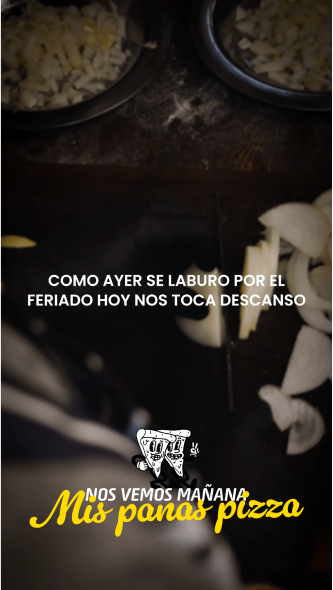 COMO AYER SE LABURO POR EL
FERIADO HOY NOS TOCA DESCANSO
NOS VEMOS MAÑANA
Mis panas pizza